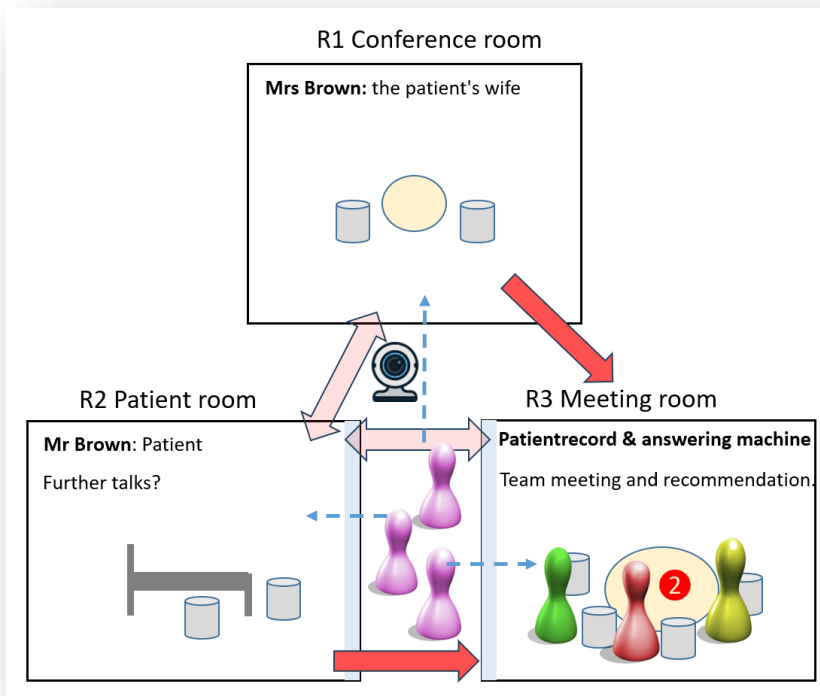 R1 Conference room
Mrs Brown: the patient's wife
R2 Patient room
Mr Brown: Patient
Further talks?
R3 Meeting room
Patientrecord & answering machine
Team meeting and recommendation.
2